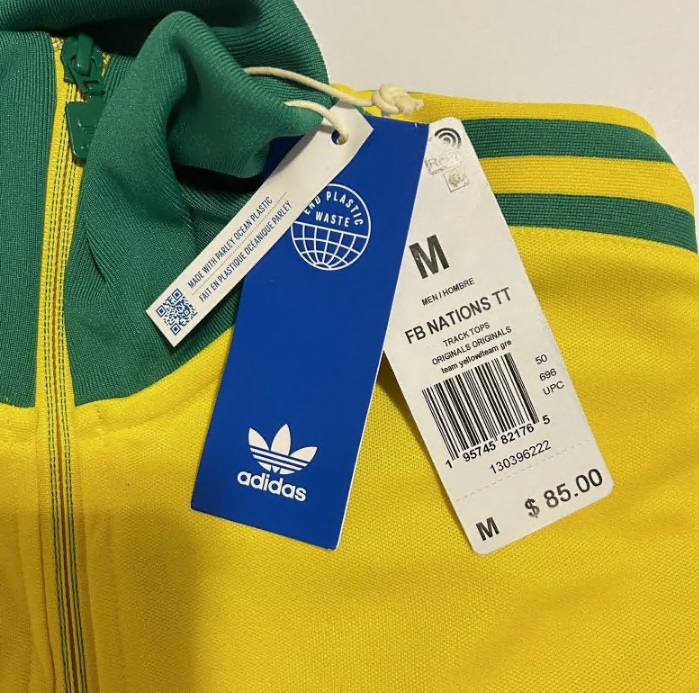 MADE WITH PARLEY OCEAN PLASTIC
FAIT EN PLASTIQUE OCÉANIQUE PARLEY
END PLASTIC
WASTE
adidas
M
MEN / HOMBRE
FB NATIONS TT
TRACK TOPS
ORIGINALS ORIGINALS
team yellow/team gre
50
696
UPC
1 95745 82176 5
130396222
M $ 85.00